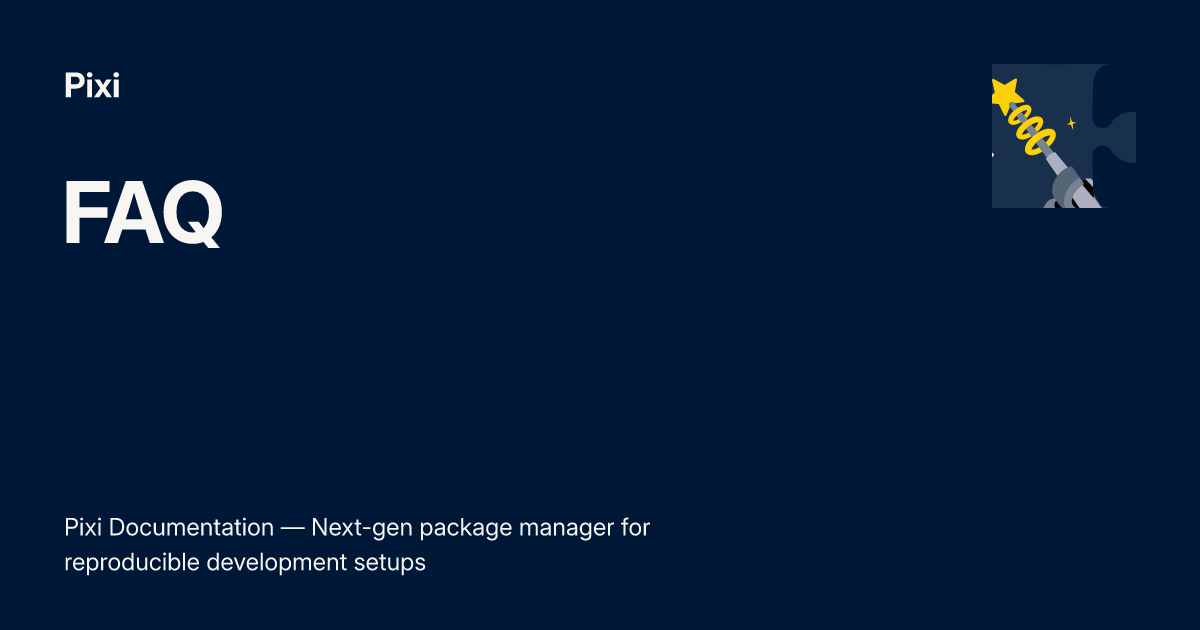 Pixi
FAQ
Pixi Documentation — Next-gen package manager for
reproducible development setups